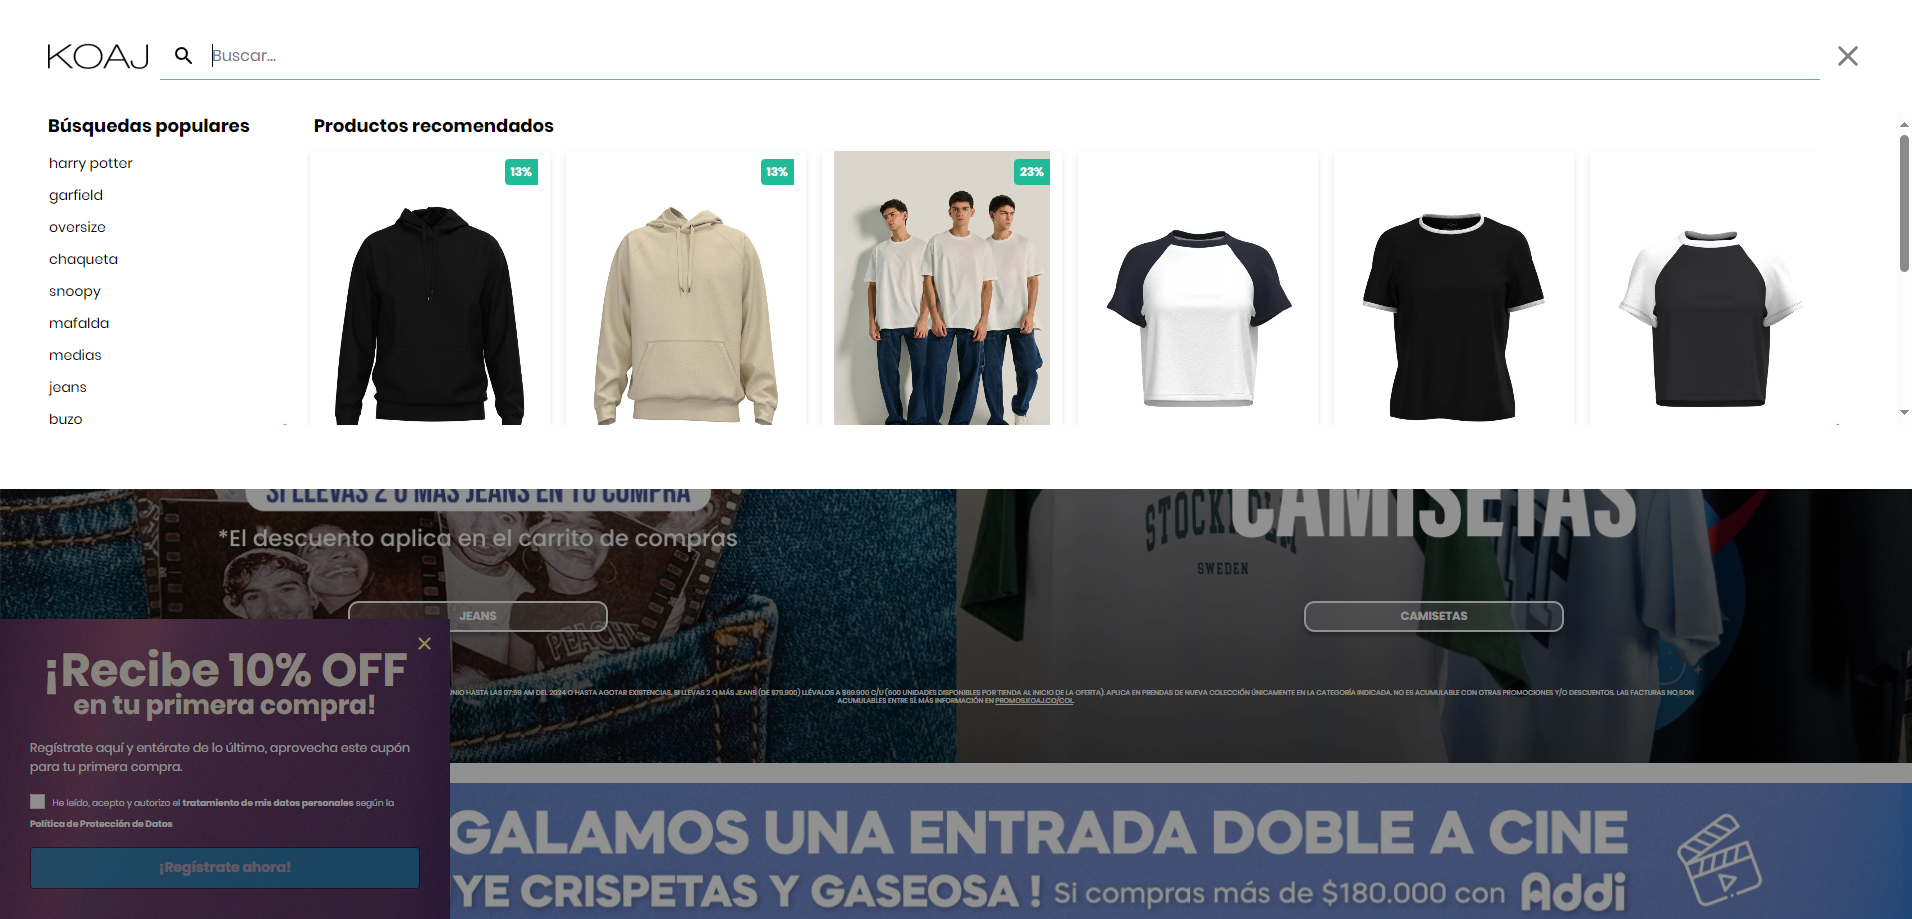 KOAJ
Buscar...
Búsquedas populares
harry potter
garfield
oversize
chaqueta
snoopy
mafalda
medias
jeans
buzo
Productos recomendados
13%
13%
23%
SI LLEVAS 2 O MÁS JEANS EN TU COMPRA
*El descuento aplica en el carrito de compras
JEANS
PEACH
STOCKHOLM
SWEDEN
CAMISETAS
CAMISETAS
¡Recibe 10% OFF
en tu primera compra!
Regístrate aquí y entérate de lo último, aprovecha este cupón
para tu primera compra.
He leído, acepto y autorizo el tratamiento de mis datos personales según la
Política de Protección de Datos
¡Regístrate ahora!
UNIO HASTA LAS 07:59 AM DEL 2024 O HASTA AGOTAR EXISTENCIAS. SI LLEVAS 2 O MÁS JEANS (DE $79.900) LLÉVALOS A $69.900 C/U (600 UNIDADES DISPONIBLES POR TIENDA AL INICIO DE LA OFERTA). APLICA EN PRENDAS DE NUEVA COLECCIÓN ÚNICAMENTE EN LA CATEGORÍA INDICADA. NO ES ACUMULABLE CON OTRAS PROMOCIONES Y/O DESCUENTOS. LAS FACTURAS NO SON
ACUMULABLES ENTRE SÍ. MÁS INFORMACIÓN EN PROMOS.KOAJ.CO/COL.
GALAMOS UNA ENTRADA DOBLE A CINE
YE CRISPETAS Y GASEOSA ! Si compras más de $180.000 con Addi